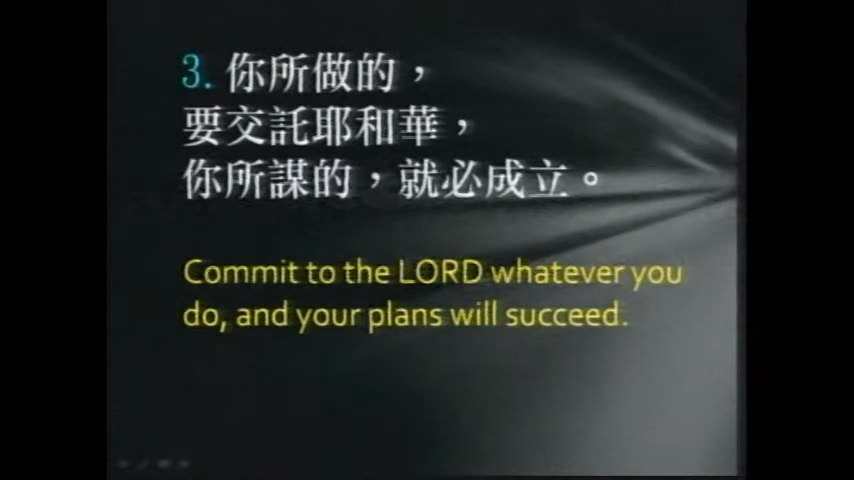 3. 你所做的，
要交託耶和華，
你所謀的，就必成立。
Commit to the LORD whatever you
do, and your plans will succeed.